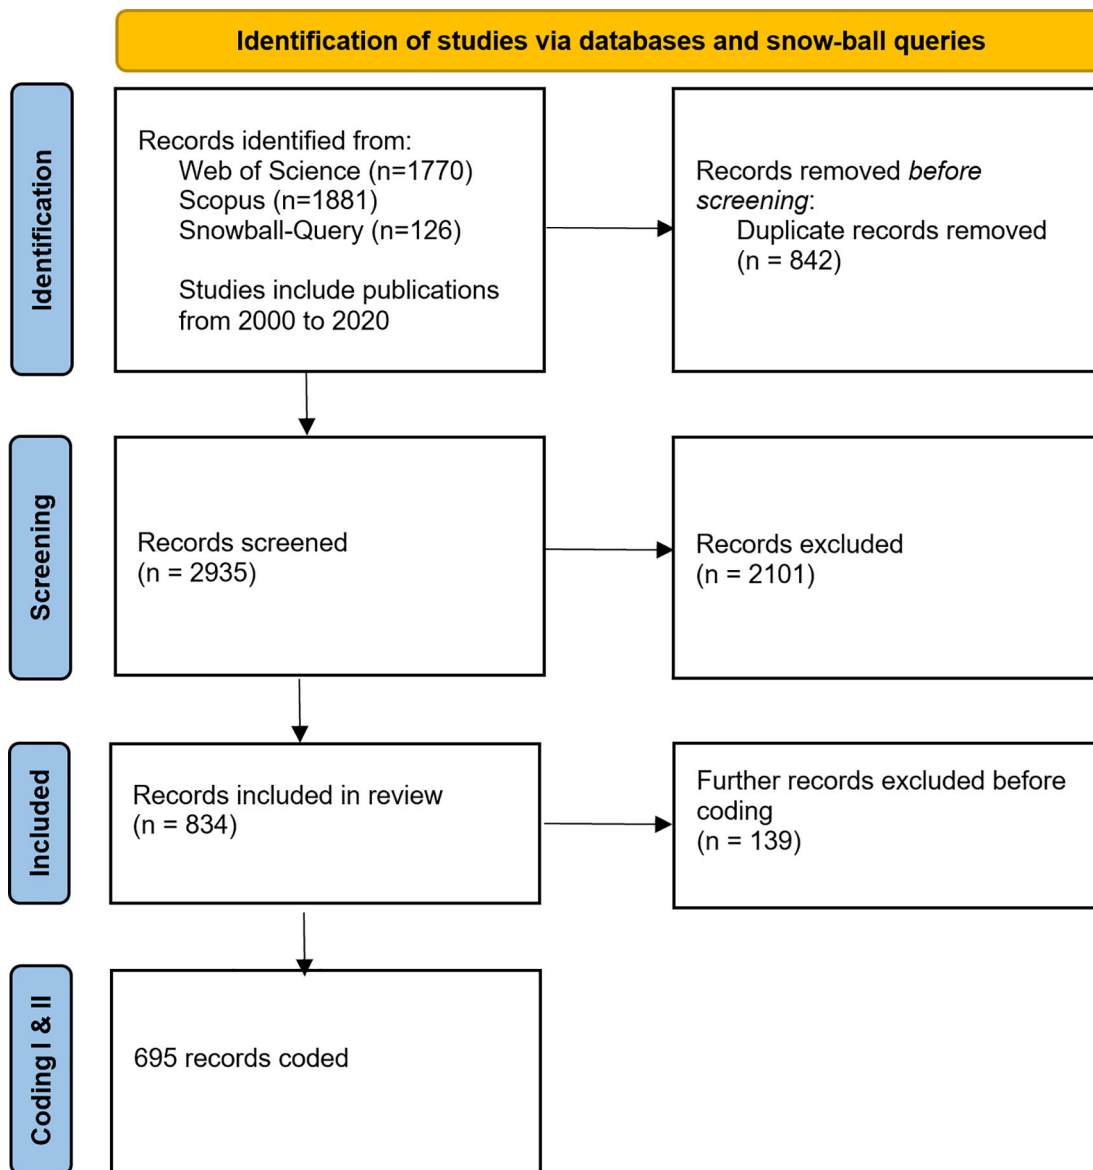 Identification of studies via databases and snow-ball queries
Identification
Records identified from:
Web of Science (n=1770)
Scopus (n=1881)
Snowball-Query (n=126)
Studies include publications
from 2000 to 2020
Records removed before
screening:
Duplicate records removed
(n = 842)
Screening
Records screened
(n = 2935)
Records excluded
(n = 2101)
Included
Records included in review
(n = 834)
Further records excluded before
coding
(n = 139)
Coding I & II
695 records coded